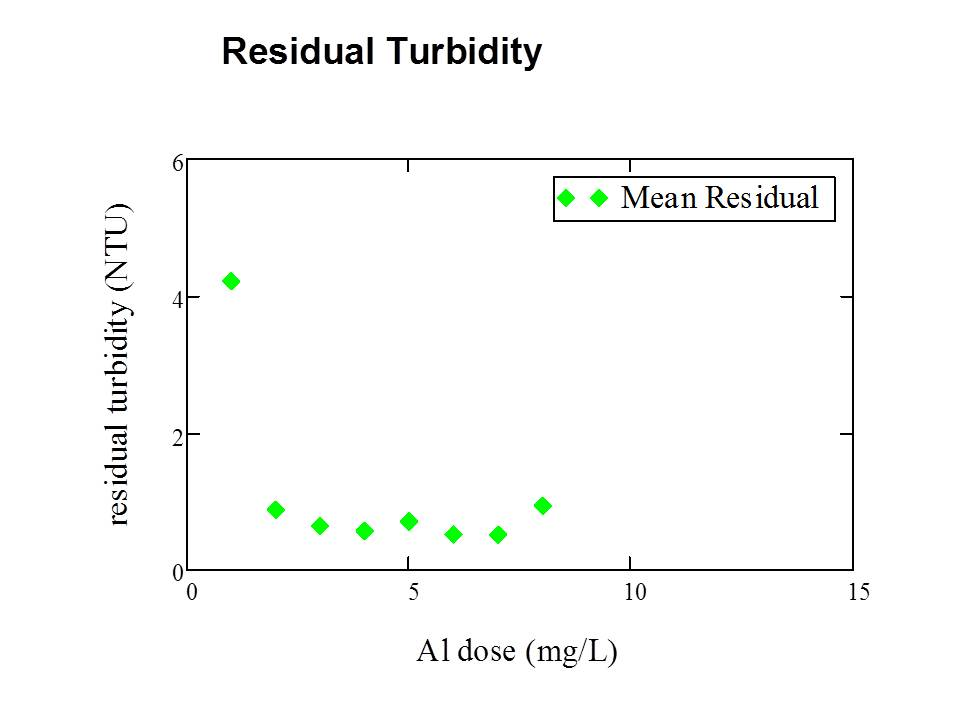 Residual Turbidity
6
4
2
0
residual turbidity (NTU)
Mean Residual
0 5 10 15
Al dose (mg/L)